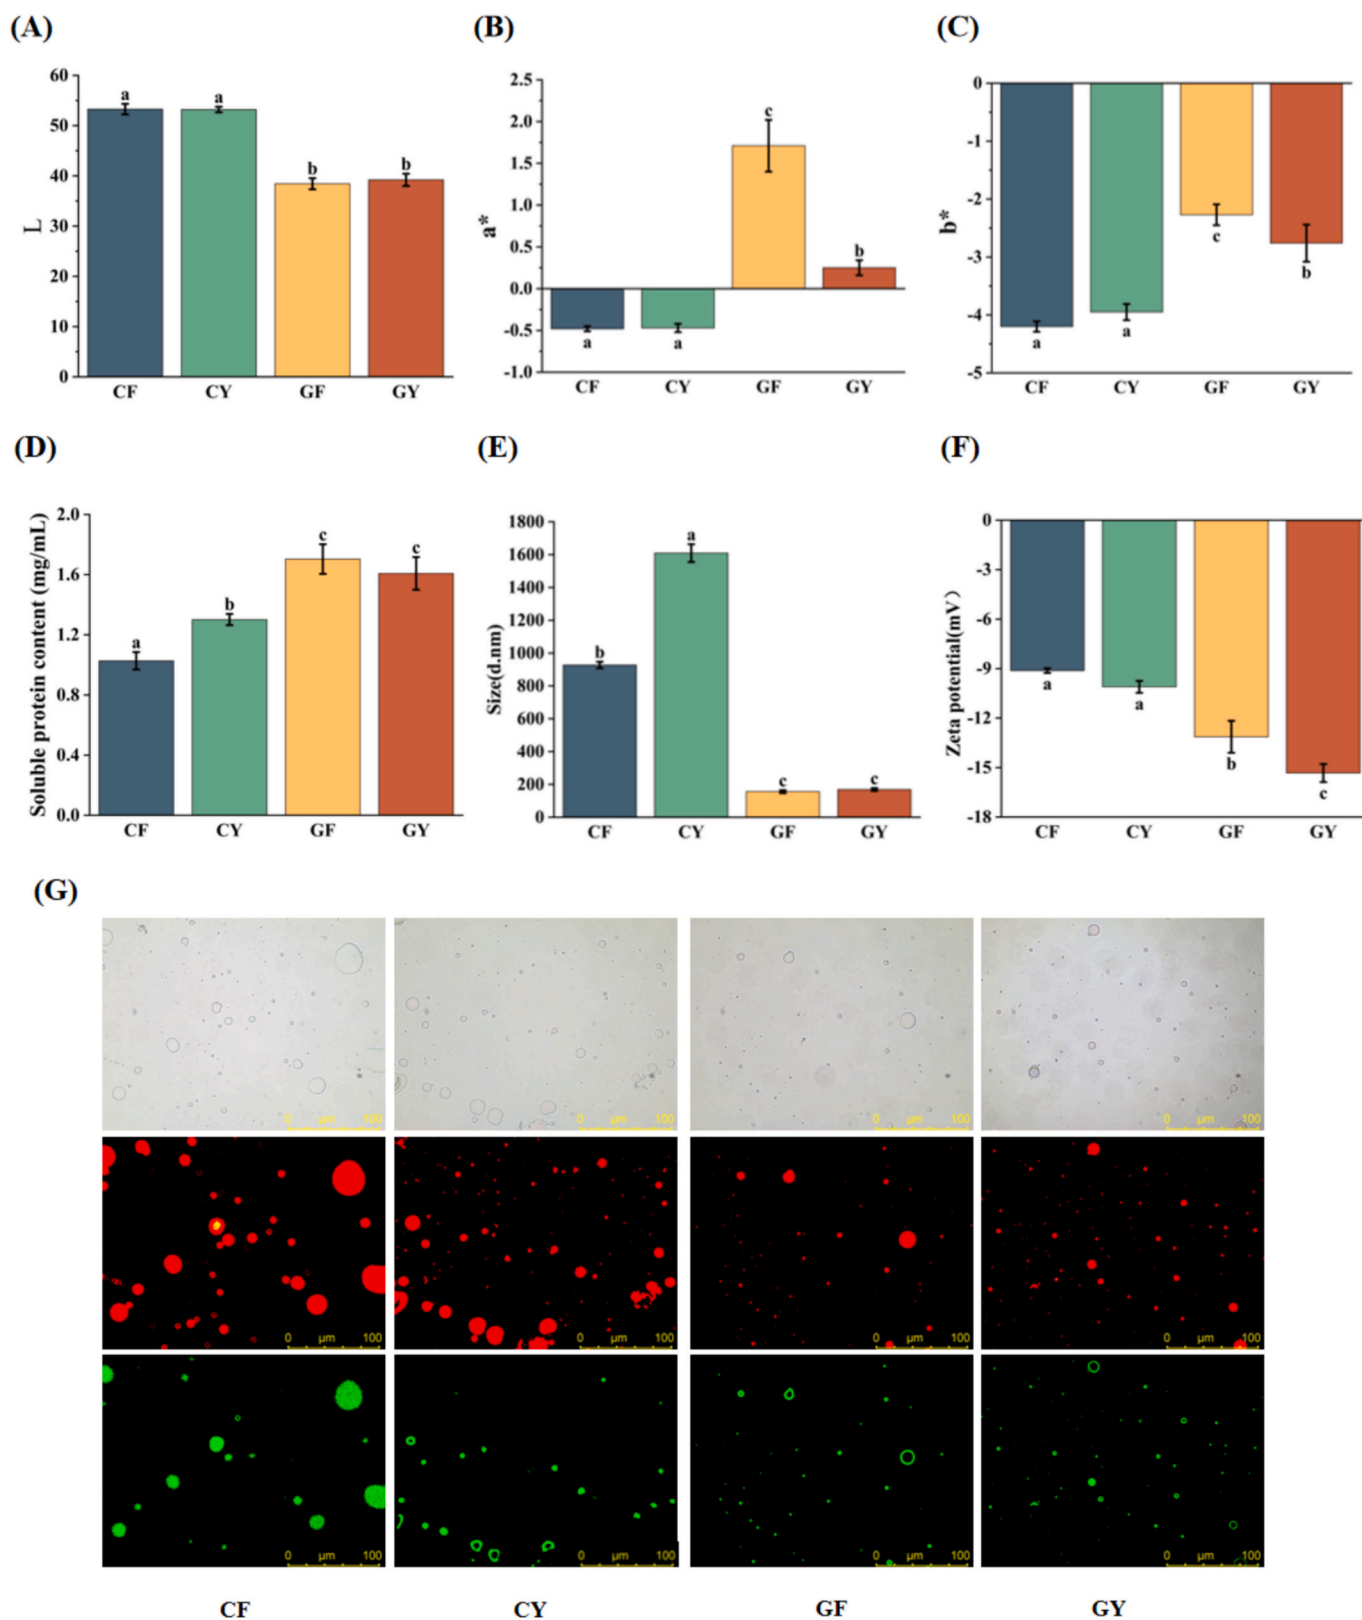 (A)
(B)
(C)
60
50
40
30
20
10
0
L
a
a
b
b
CF
CY
GF
GY
2.5
2.0
1.5
1.0
0.5
0.0
-0.5
-1.0
a*
a
a
c
b
CF
CY
GF
GY
0
-1
-2
-3
-4
-5
b*
a
a
c
b
CF
CY
GF
GY
(D)
(E)
(F)
2.0
1.6
1.2
0.8
0.4
0.0
Soluble protein content (mg/mL)
a
b
c
c
CF
CY
GF
GY
1800
1600
1400
1200
1000
800
600
400
200
0
Size(d.nm)
b
a
c
c
CF
CY
GF
GY
0
-3
-6
-9
-12
-15
-18
Zeta potential(mV）
a
a
b
c
CF
CY
GF
GY
(G)
0 μm 100
0 μm 100
0 μm 100
0 μm 100
0 μm 100
0 μm 100
0 μm 100
0 μm 100
0 μm 100
0 μm 100
0 μm 100
0 μm 100
CF
CY
GF
GY